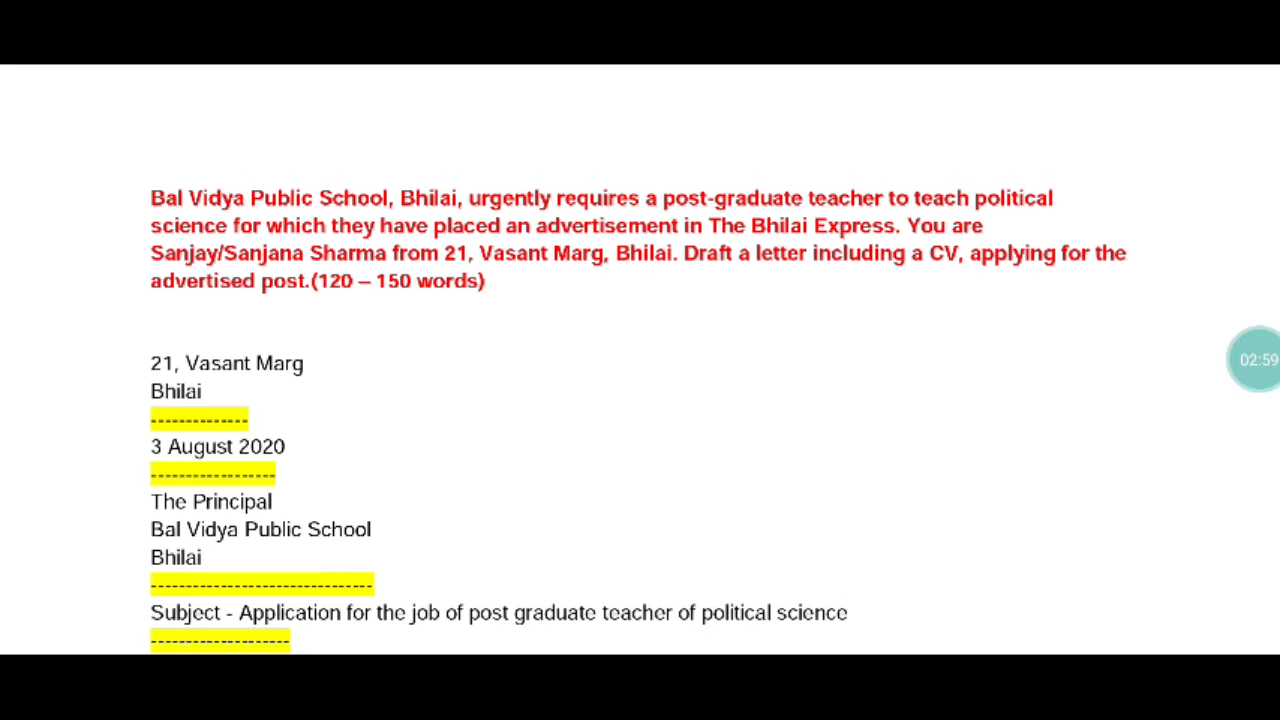 Bal Vidya Public School, Bhilai, urgently requires a post-graduate teacher to teach political
science for which they have placed an advertisement in The Bhilai Express. You are
Sanjay/Sanjana Sharma from 21, Vasant Marg, Bhilai. Draft a letter including a CV, applying for the
advertised post.(120 – 150 words)
21, Vasant Marg
Bhilai
--------------
3 August 2020
------------------
The Principal
Bal Vidya Public School
Bhilai
--------------------------------
Subject - Application for the job of post graduate teacher of political science
--------------------
02:59